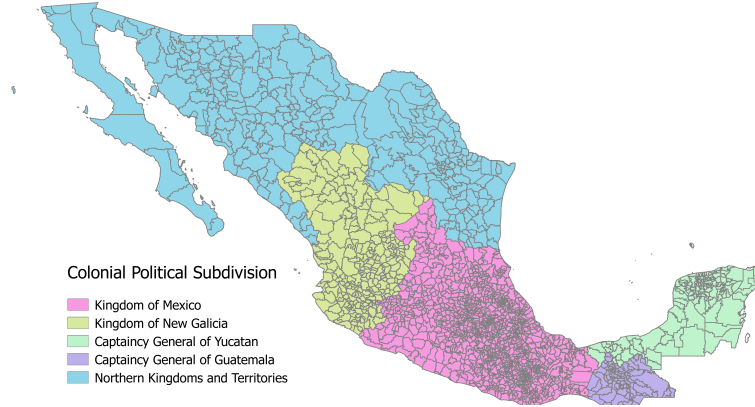 Colonial Political Subdivision
Kingdom of Mexico
Kingdom of New Galicia
Captaincy General of Yucatan
Captaincy General of Guatemala
Northern Kingdoms and Territories